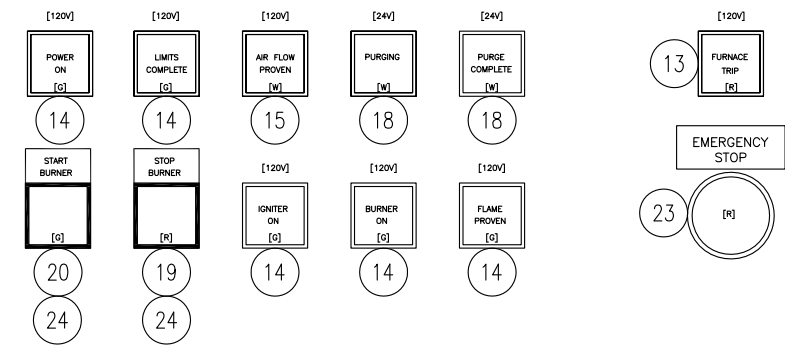 [120V]
[120V]
[120V]
[24V]
[24V]
[120V]
POWER
ON
[G]
LIMITS
COMPLETE
[G]
AIR FLOW
PROVEN
[W]
PURGING
[W]
PURGE
COMPLETE
[W]
13
FURNACE
TRIP
[R]
14
14
15
18
18
START
BURNER
[G]
STOP
BURNER
[R]
[120V]
IGNITER
ON
[G]
[120V]
BURNER
ON
[G]
[120V]
FLAME
PROVEN
[G]
EMERGENCY
STOP
23
[R]
20
19
14
14
14
24
24